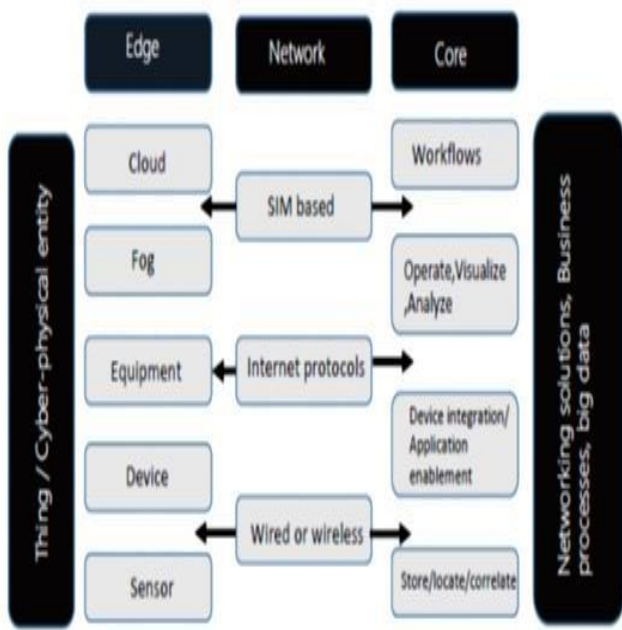 Edge
Network
Core
Thing / Cyber-physical entity
Cloud
Fog
Equipment
Device
Sensor
SIM based
Internet protocols
Wired or wireless
Workflows
Operate,Visualize
,Analyze
Device integration/
Application
enablement
Store/locate/correlate
Networking solutions, Business
processes, big data